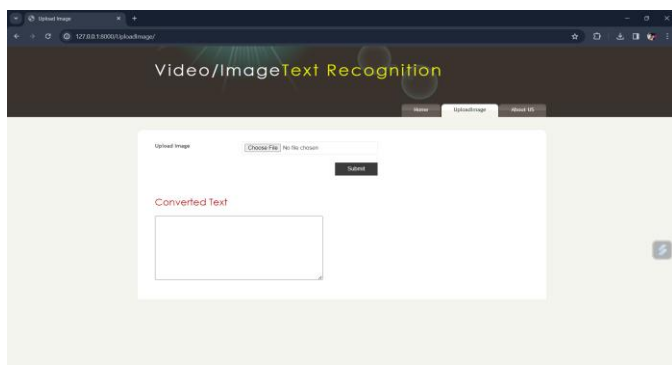 Upload Image
127.0.0.1:8000/UploadImage/
Video/ImageText Recognition
Home UploadImage About US
Upload Image Choose File No file chosen
Submit
Converted Text